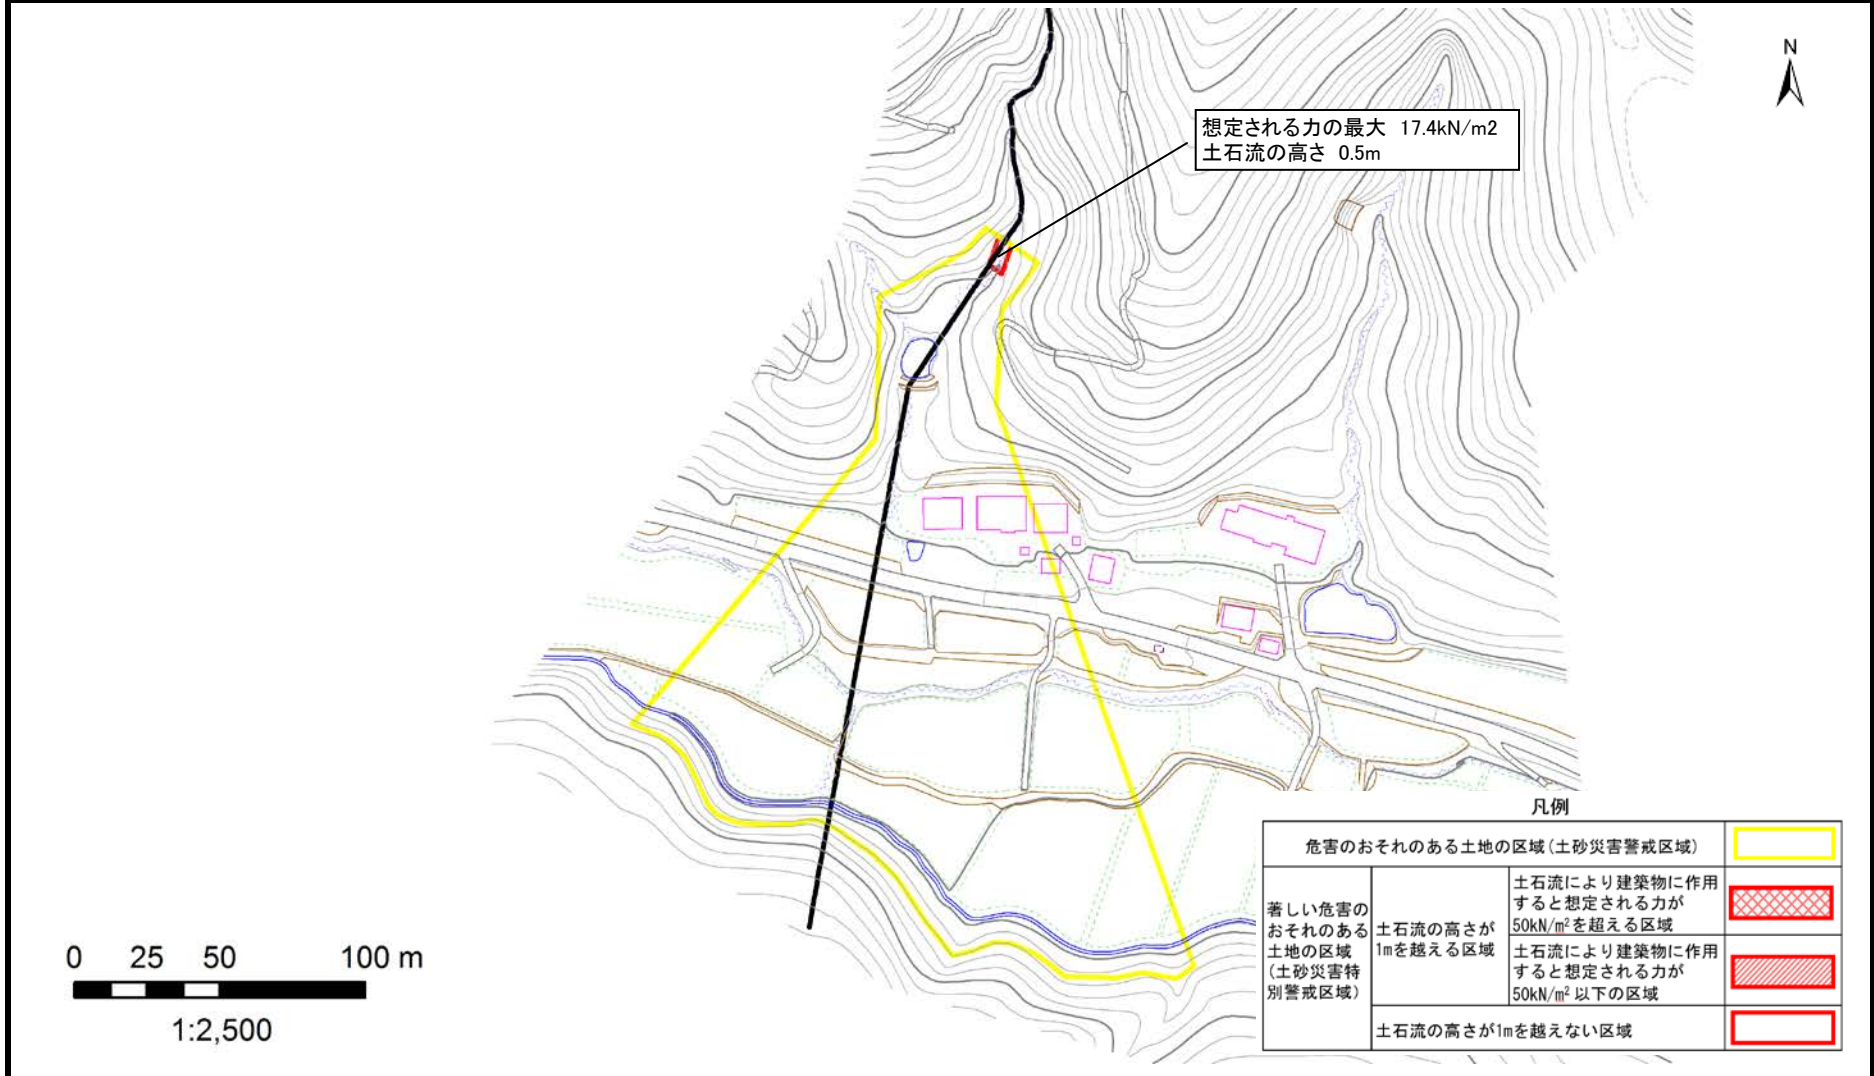 N
想定される力の最大 17.4kN/m2
土石流の高さ 0.5m
0 25 50 100 m
1:2,500
凡例
危害のおそれのある土地の区域(土砂災害警戒区域)
著しい危害の
おそれのある
土地の区域
(土砂災害特
別警戒区域)
土石流の高さが
1mを越える区域
土石流により建築物に作用
すると想定される力が
50kN/m²を超える区域
土石流により建築物に作用
すると想定される力が
50kN/m²以下の区域
土石流の高さが1mを越えない区域